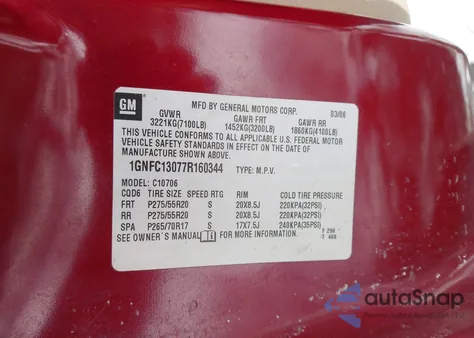 GM
MFD BY GENERAL MOTORS CORP. 03/06
GVWR GAWR FRT GAWR RR
3221KG(7100LB) 1452KG(3200LB) 1860KG(4100LB)
THIS VEHICLE CONFORMS TO ALL APPLICABLE U.S. FEDERAL MOTOR
VEHICLE SAFETY STANDARDS IN EFFECT ON THE DATE OF
MANUFACTURE SHOWN ABOVE.
1GNFC13077R160344 TYPE: M.P.V.
MODEL: C10706
CQD6 TIRE SIZE SPEED RTG RIM COLD TIRE PRESSURE
FRT P275/55R20 S 20X8.5J 220KPA(32PSI)
RR P275/55R20 S 20X8.5J 220KPA(32PSI)
SPA P265/70R17 S 17X7.5J 240KPA(35PSI)
SEE OWNER'S MANUAL FOR MORE INFORMATION. F 298
T 460
autoSnap